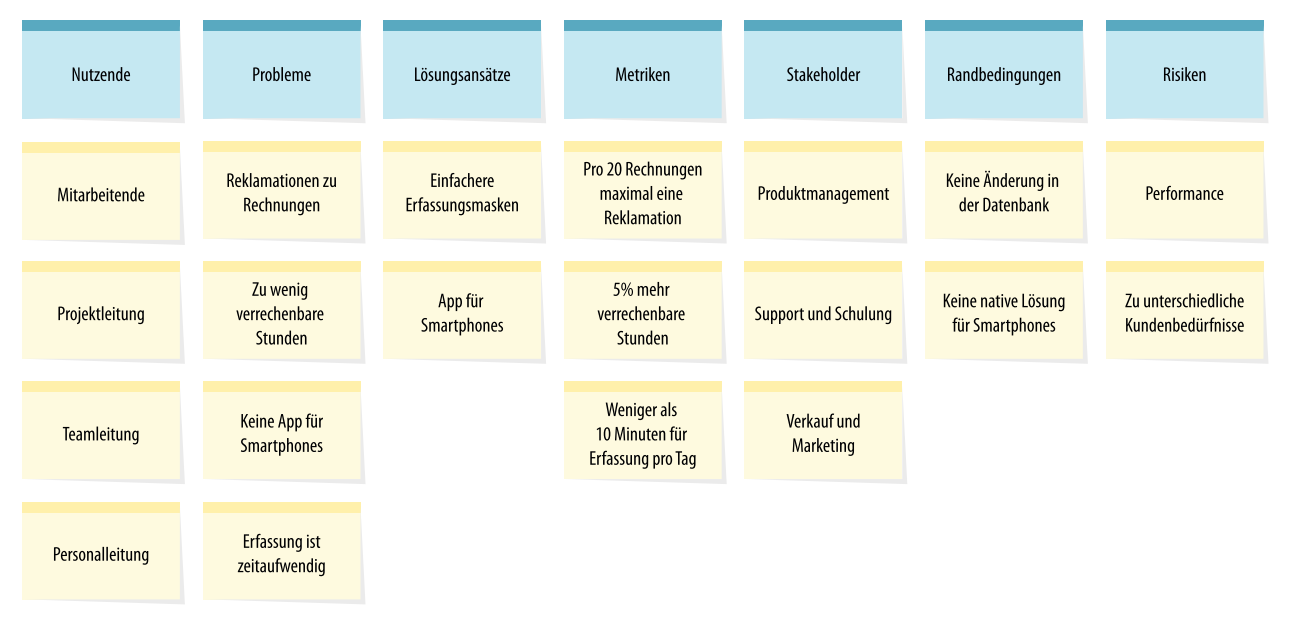 Nutzende
Probleme
Lösungsansätze
Metriken
Stakeholder
Randbedingungen
Risiken
Mitarbeitende
Reklamationen zu
Rechnungen
Einfachere
Erfassungsmasken
Pro 20 Rechnungen
maximal eine
Reklamation
Produktmanagement
Keine Änderung in
der Datenbank
Performance
Projektleitung
Zu wenig
verrechenbare
Stunden
App für
Smartphones
5% mehr
verrechenbare
Stunden
Support und Schulung
Keine native Lösung
für Smartphones
Zu unterschiedliche
Kundenbedürfnisse
Teamleitung
Keine App für
Smartphones
Weniger als
10 Minuten für
Erfassung pro Tag
Verkauf und
Marketing
Personalleitung
Erfassung ist
zeitaufwendig